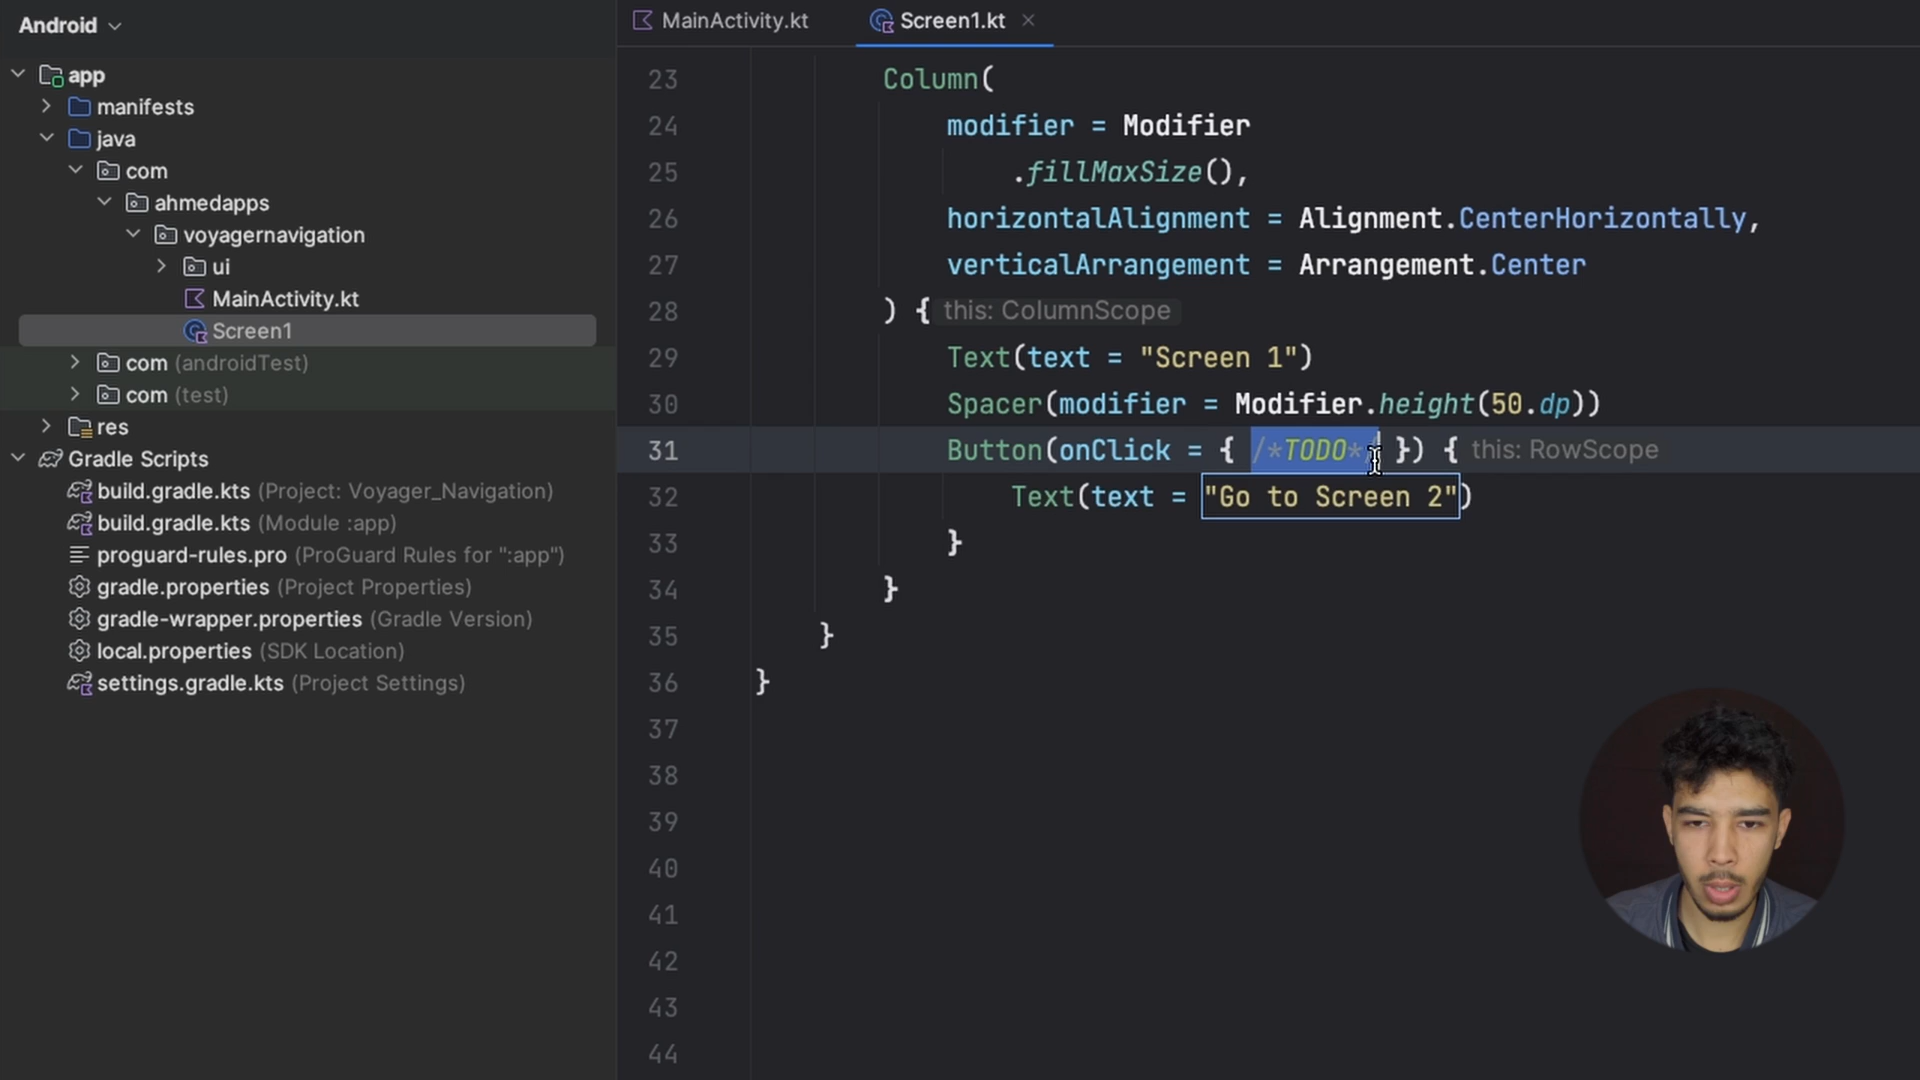 Android
app
manifests
java
com
ahmedapps
voyagernavigation
ui
MainActivity.kt
Screen1
com (androidTest)
com (test)
res
Gradle Scripts
build.gradle.kts (Project: Voyager_Navigation)
build.gradle.kts (Module :app)
proguard-rules.pro (ProGuard Rules for ":app")
gradle.properties (Project Properties)
gradle-wrapper.properties (Gradle Version)
local.properties (SDK Location)
settings.gradle.kts (Project Settings)
MainActivity.kt Screen1.kt
23 Column(
24 modifier = Modifier
25 .fillMaxSize(),
26 horizontalAlignment = Alignment.CenterHorizontally,
27 verticalArrangement = Arrangement.Center
28 ) { this: ColumnScope
29 Text(text = "Screen 1")
30 Spacer(modifier = Modifier.height(50.dp))
31 Button(onClick = { /*TODO*/ }) { this: RowScope
32 Text(text = "Go to Screen 2")
33 }
34 }
35 }
36 }
37
38
39
40
41
42
43
44